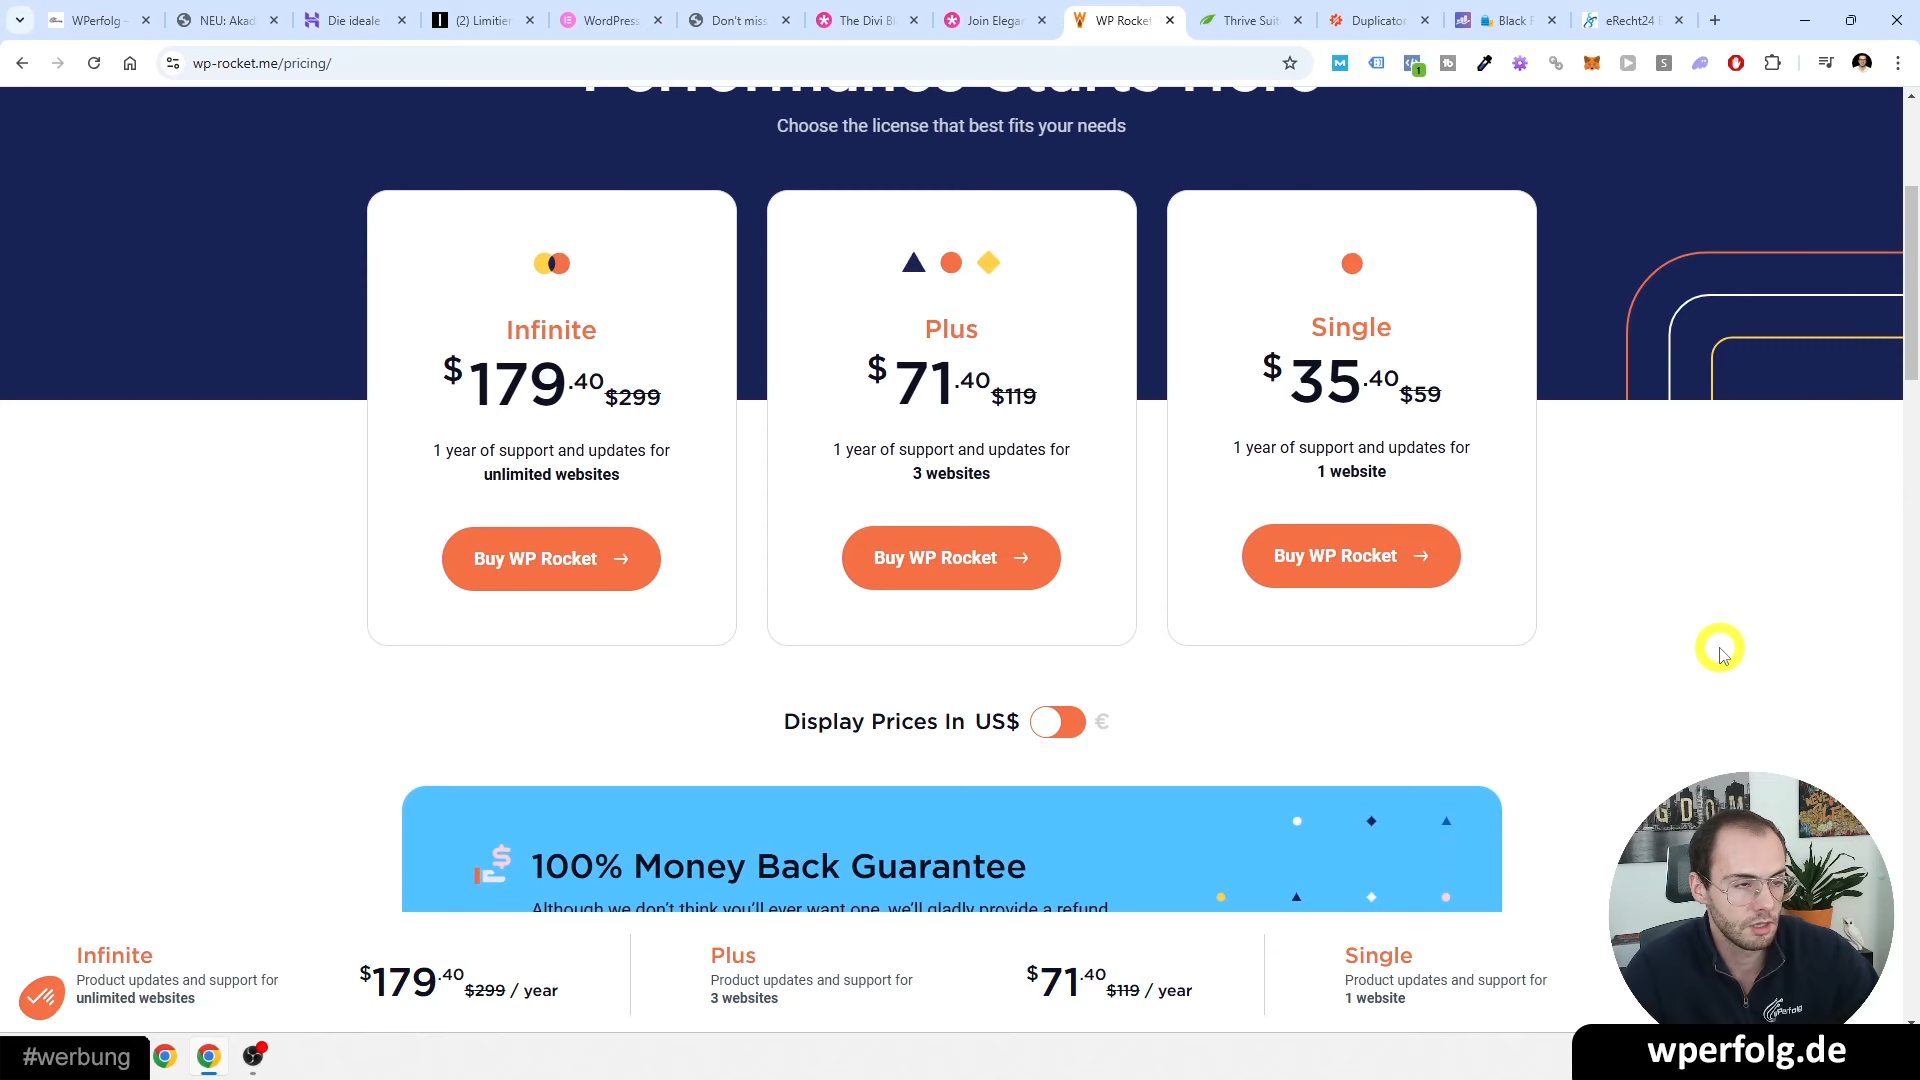 WPerfolg -
NEU: Akad
Die ideale
(2) Limitier
WordPress
Don't miss
The Divi Bl
Join Elegan
WP Rocket
Thrive Suit
Duplicator
Black F
eRecht24
wp-rocket.me/pricing/
1
Performance Starts Here
Choose the license that best fits your needs
Infinite
$179.40 $299
1 year of support and updates for
unlimited websites
Buy WP Rocket →
Plus
$71.40 $119
1 year of support and updates for
3 websites
Buy WP Rocket →
Single
$35.40 $59
1 year of support and updates for
1 website
Buy WP Rocket →
Display Prices In US$ €
100% Money Back Guarantee
Although we don't think you'll ever want one, we'll gladly provide a refund
Infinite
Product updates and support for
unlimited websites
$179.40 $299 / year
Plus
Product updates and support for
3 websites
$71.40 $119 / year
Single
Product updates and support for
1 website
WPerfolg
#werbung
wperfolg.de